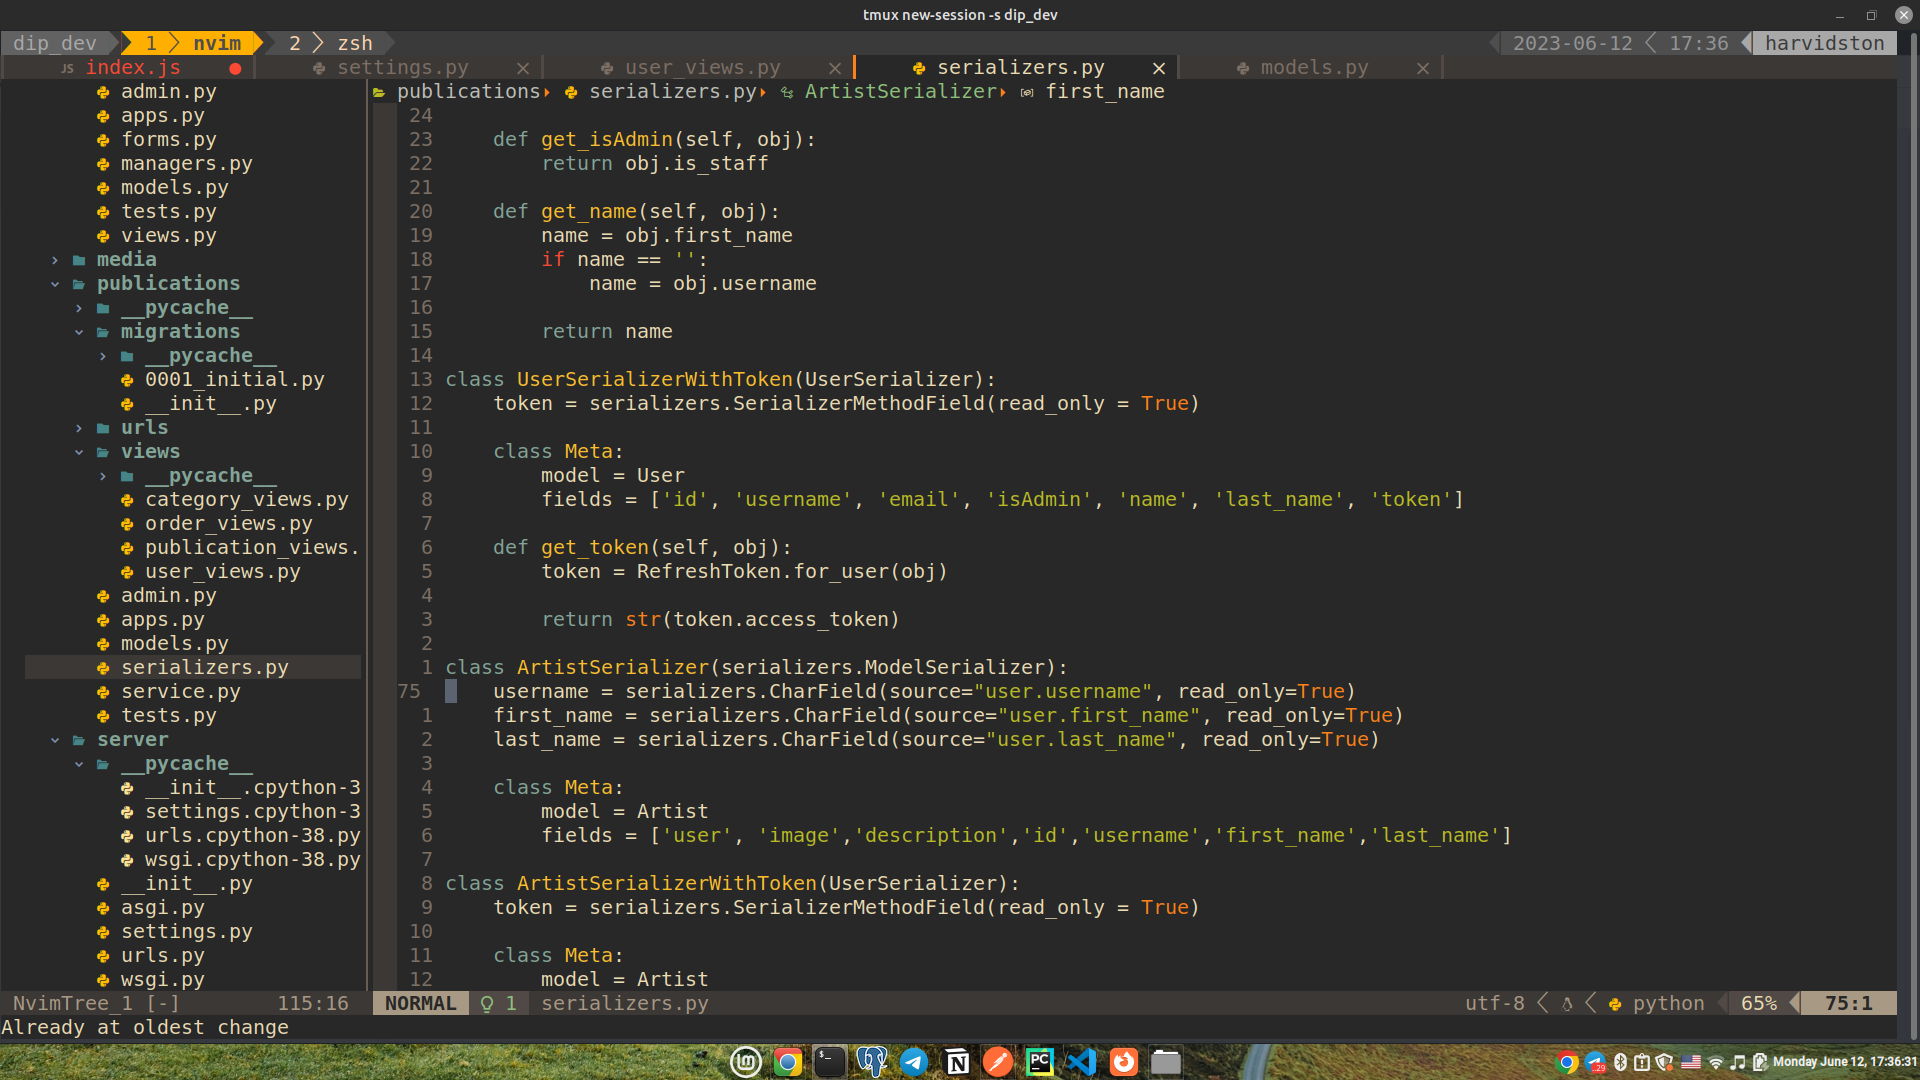 tmux new-session -s dip_dev
dip_dev 1 nvim 2 zsh 2023-06-12 17:36 harvidston
JS index.js settings.py user_views.py serializers.py models.py
admin.py
apps.py
forms.py
managers.py
models.py
tests.py
views.py
media
publications
__pycache__
migrations
__pycache__
0001_initial.py
__init__.py
urls
views
__pycache__
category_views.py
order_views.py
publication_views.
user_views.py
admin.py
apps.py
models.py
serializers.py
service.py
tests.py
server
__pycache__
__init__.cpython-3
settings.cpython-3
urls.cpython-38.py
wsgi.cpython-38.py
__init__.py
asgi.py
settings.py
urls.py
wsgi.py
publications serializers.py ArtistSerializer first_name
24
23     def get_isAdmin(self, obj):
22         return obj.is_staff
21
20     def get_name(self, obj):
19         name = obj.first_name
18         if name == '':
17             name = obj.username
16
15         return name
14
13 class UserSerializerWithToken(UserSerializer):
12     token = serializers.SerializerMethodField(read_only = True)
11
10     class Meta:
9         model = User
8         fields = ['id', 'username', 'email', 'isAdmin', 'name', 'last_name', 'token']
7
6     def get_token(self, obj):
5         token = RefreshToken.for_user(obj)
4
3         return str(token.access_token)
2
1 class ArtistSerializer(serializers.ModelSerializer):
75     username = serializers.CharField(source="user.username", read_only=True)
1     first_name = serializers.CharField(source="user.first_name", read_only=True)
2     last_name = serializers.CharField(source="user.last_name", read_only=True)
3
4     class Meta:
5         model = Artist
6         fields = ['user', 'image','description','id','username','first_name','last_name']
7
8 class ArtistSerializerWithToken(UserSerializer):
9     token = serializers.SerializerMethodField(read_only = True)
10
11     class Meta:
12         model = Artist
NvimTree_1 [-] 115:16 NORMAL 1 serializers.py utf-8 python 65% 75:1
Already at oldest change
PC 29 Monday June 12, 17:36:31